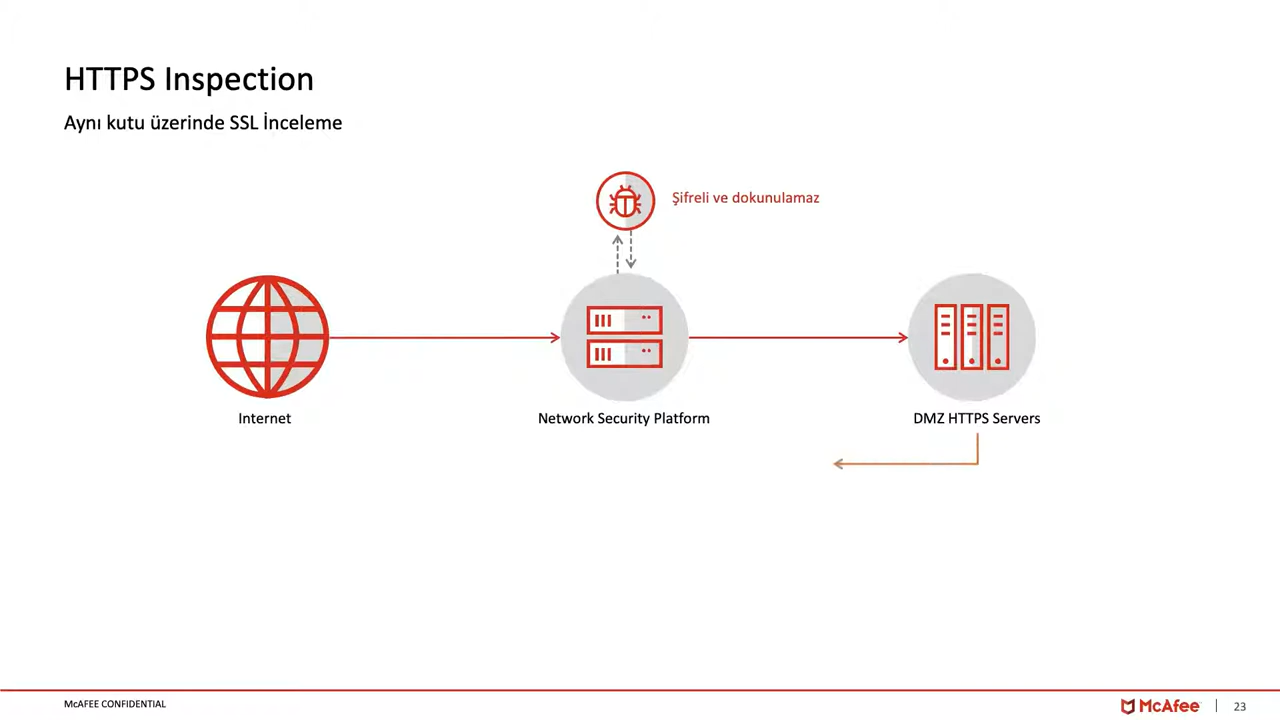 HTTPS Inspection
Aynı kutu üzerinde SSL İnceleme
Şifreli ve dokunulamaz
Internet
Network Security Platform
DMZ HTTPS Servers
McAFEE CONFIDENTIAL
McAfee
23